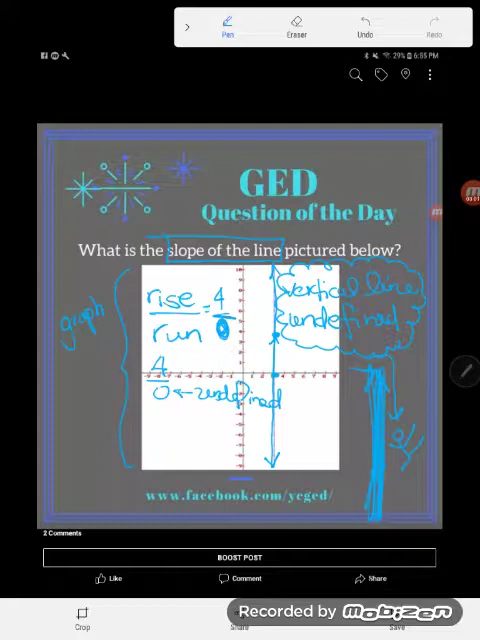 Pen
Eraser
Undo
Redo
29% 6:55 PM
GED
Question of the Day
What is the slope of the line pictured below?
graph
rise = 4
run 0
4
0 ← undefined
vertical line
undefined
www.facebook.com/ycged/
2 Comments
BOOST POST
Like
Comment
Share
Crop
Save
Recorded by mobizen